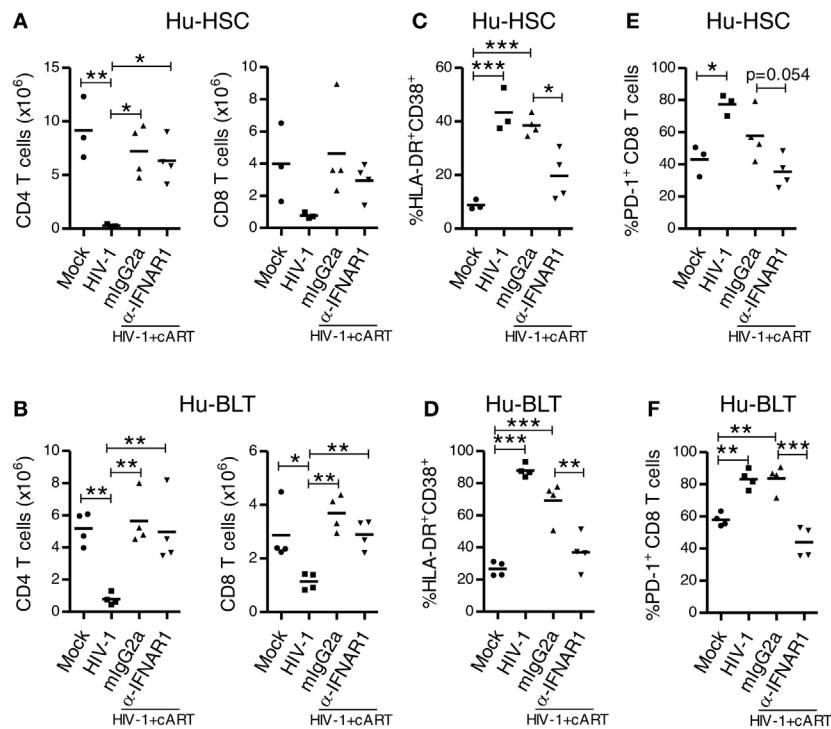 A
Hu-HSC
CD4 T cells (x10⁶)
15
10
5
0
**
*
*
Mock
HIV-1
mIgG2a
α-IFNAR1
HIV-1+cART
CD8 T cells (x10⁶)
10
8
6
4
2
0
Mock
HIV-1
mIgG2a
α-IFNAR1
HIV-1+cART
C
Hu-HSC
%HLA-DR⁺CD38⁺
60
40
20
0
***
***
*
Mock
HIV-1
mIgG2a
α-IFNAR1
HIV-1+cART
E
Hu-HSC
%PD-1⁺ CD8 T cells
100
80
60
40
20
0
*
p=0.054
Mock
HIV-1
mIgG2a
α-IFNAR1
HIV-1+cART
B
Hu-BLT
CD4 T cells (x10⁶)
10
8
6
4
2
0
**
**
**
Mock
HIV-1
mIgG2a
α-IFNAR1
HIV-1+cART
CD8 T cells (x10⁶)
6
4
2
0
**
*
**
Mock
HIV-1
mIgG2a
α-IFNAR1
HIV-1+cART
D
Hu-BLT
%HLA-DR⁺CD38⁺
100
80
60
40
20
0
***
***
**
Mock
HIV-1
mIgG2a
α-IFNAR1
HIV-1+cART
F
Hu-BLT
%PD-1⁺ CD8 T cells
100
80
60
40
20
0
**
**
***
Mock
HIV-1
mIgG2a
α-IFNAR1
HIV-1+cART